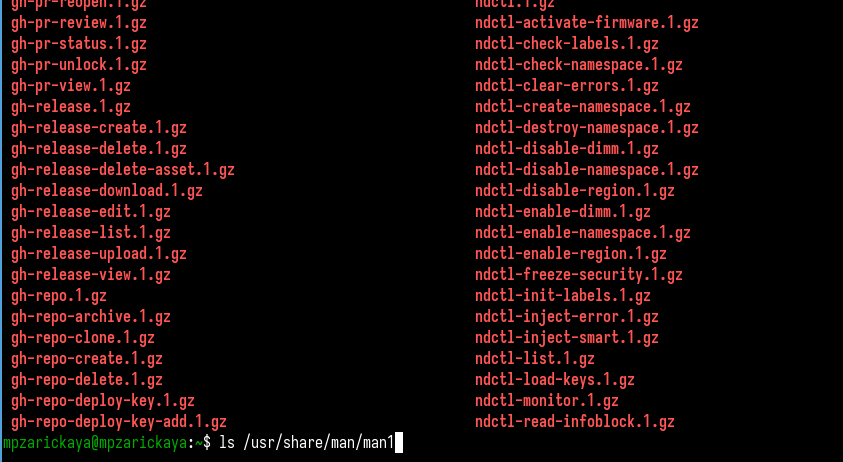 gh-pr-reopen.1.gz ndctl.1.gz
gh-pr-review.1.gz ndctl-activate-firmware.1.gz
gh-pr-status.1.gz ndctl-check-labels.1.gz
gh-pr-unlock.1.gz ndctl-check-namespace.1.gz
gh-pr-view.1.gz ndctl-clear-errors.1.gz
gh-release.1.gz ndctl-create-namespace.1.gz
gh-release-create.1.gz ndctl-destroy-namespace.1.gz
gh-release-delete.1.gz ndctl-disable-dimm.1.gz
gh-release-delete-asset.1.gz ndctl-disable-namespace.1.gz
gh-release-download.1.gz ndctl-disable-region.1.gz
gh-release-edit.1.gz ndctl-enable-dimm.1.gz
gh-release-list.1.gz ndctl-enable-namespace.1.gz
gh-release-upload.1.gz ndctl-enable-region.1.gz
gh-release-view.1.gz ndctl-freeze-security.1.gz
gh-repo.1.gz ndctl-init-labels.1.gz
gh-repo-archive.1.gz ndctl-inject-error.1.gz
gh-repo-clone.1.gz ndctl-inject-smart.1.gz
gh-repo-create.1.gz ndctl-list.1.gz
gh-repo-delete.1.gz ndctl-load-keys.1.gz
gh-repo-deploy-key.1.gz ndctl-monitor.1.gz
gh-repo-deploy-key-add.1.gz ndctl-read-infoblock.1.gz
mpzarickaya@mpzarickaya:~$ ls /usr/share/man/man1